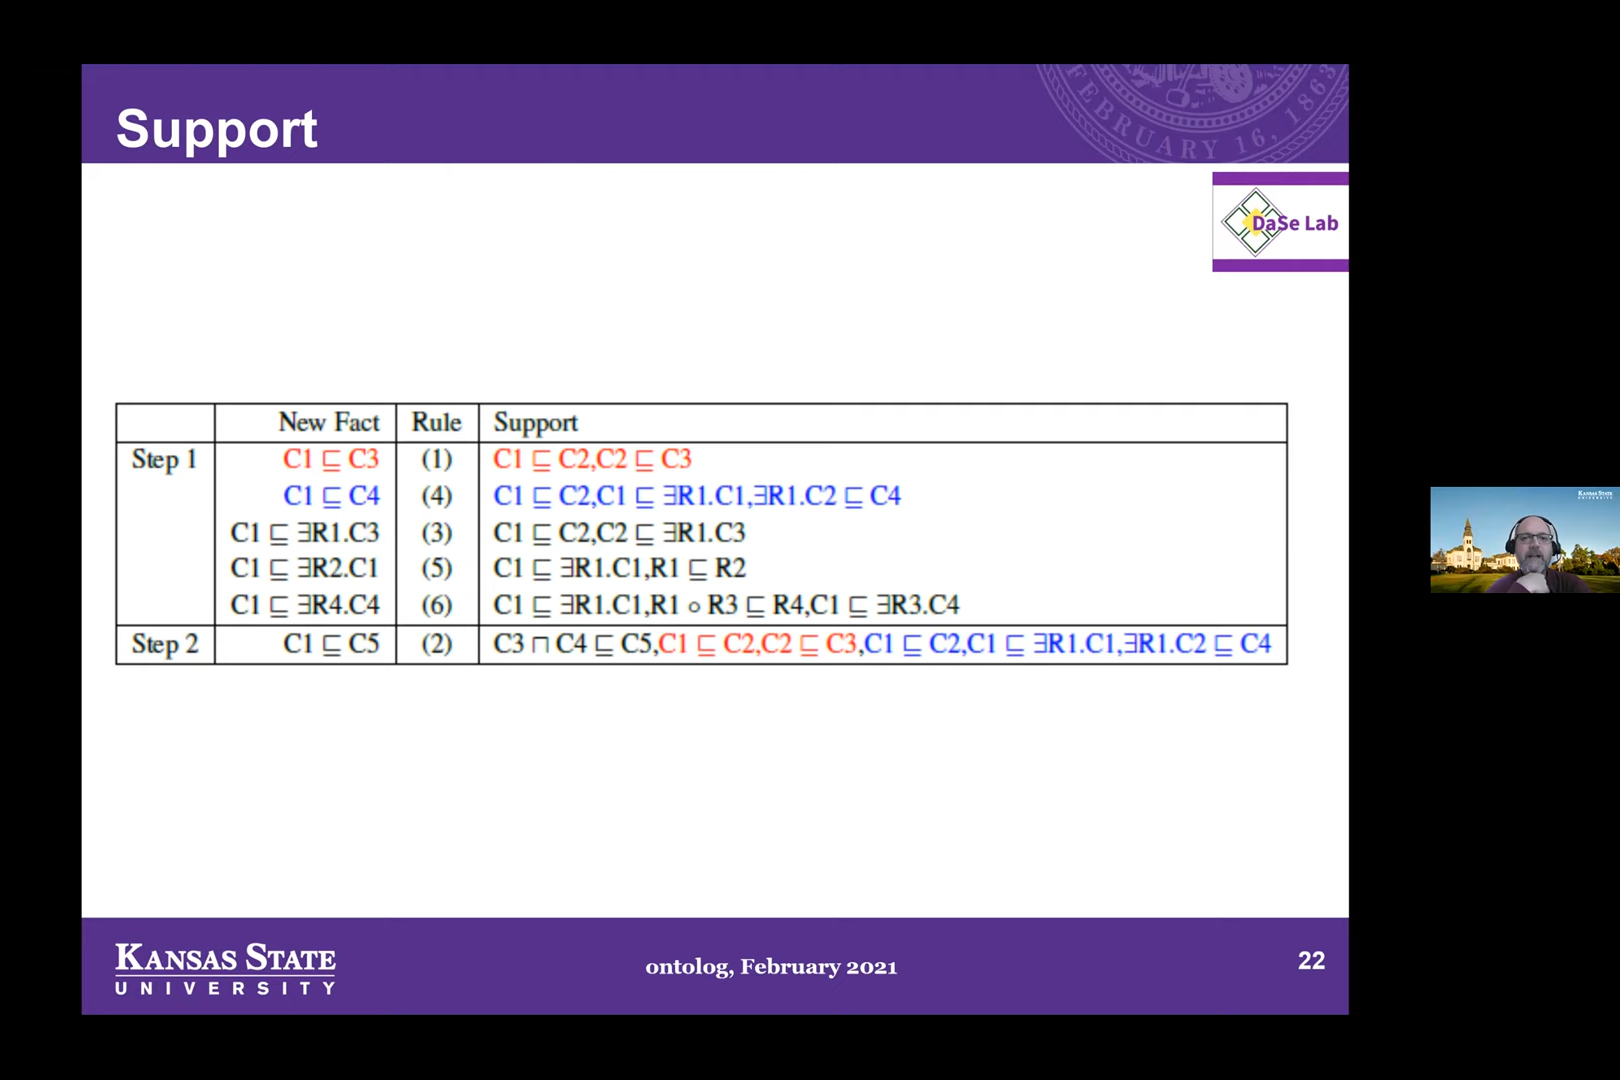 FEBRUARY 16, 1863
Support
DaSe Lab
New Fact Rule Support
Step 1 C1 ⊑ C3 (1) C1 ⊑ C2,C2 ⊑ C3
C1 ⊑ C4 (4) C1 ⊑ C2,C1 ⊑ ∃R1.C1,∃R1.C2 ⊑ C4
C1 ⊑ ∃R1.C3 (3) C1 ⊑ C2,C2 ⊑ ∃R1.C3
C1 ⊑ ∃R2.C1 (5) C1 ⊑ ∃R1.C1,R1 ⊑ R2
C1 ⊑ ∃R4.C4 (6) C1 ⊑ ∃R1.C1,R1 ∘ R3 ⊑ R4,C1 ⊑ ∃R3.C4
Step 2 C1 ⊑ C5 (2) C3 ⊓ C4 ⊑ C5,C1 ⊑ C2,C2 ⊑ C3,C1 ⊑ C2,C1 ⊑ ∃R1.C1,∃R1.C2 ⊑ C4
KANSAS STATE
UNIVERSITY
KANSAS STATE
UNIVERSITY
ontolog, February 2021
22